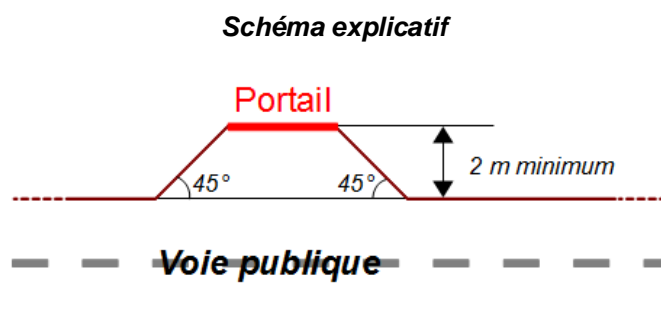 Schéma explicatif
Portail
45°
45°
2 m minimum
Voie publique